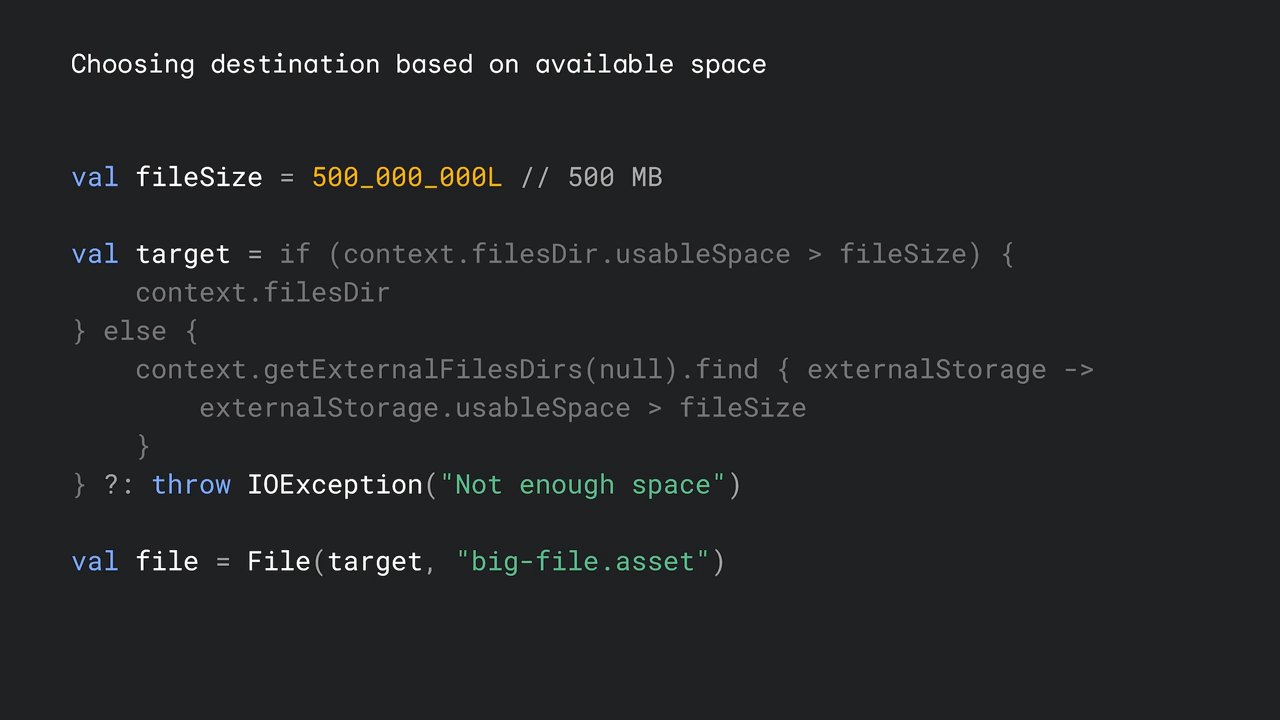 Choosing destination based on available space
val fileSize = 500_000_000L // 500 MB
val target = if (context.filesDir.usableSpace > fileSize) {
    context.filesDir
} else {
    context.getExternalFilesDirs(null).find { externalStorage ->
        externalStorage.usableSpace > fileSize
    }
} ?: throw IOException("Not enough space")
val file = File(target, "big-file.asset")